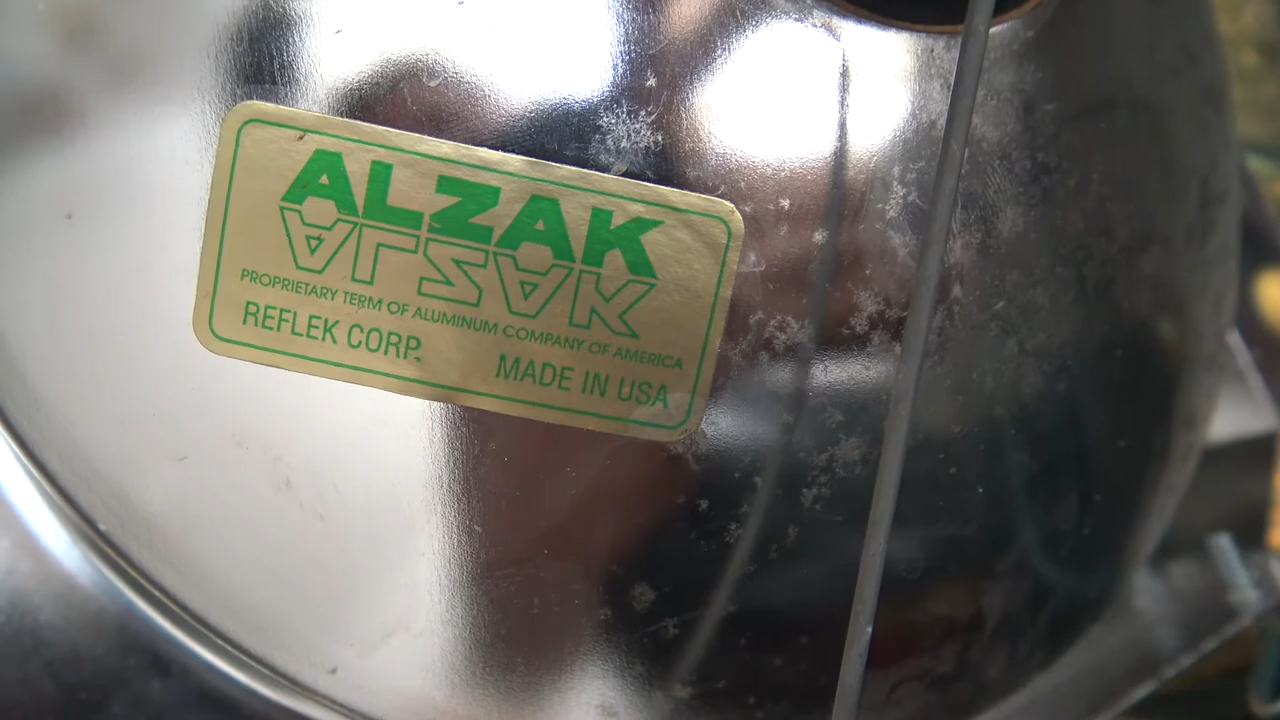 ALZAK
ALZAK
PROPRIETARY TERM OF ALUMINUM COMPANY OF AMERICA
REFLEK CORP.
MADE IN USA